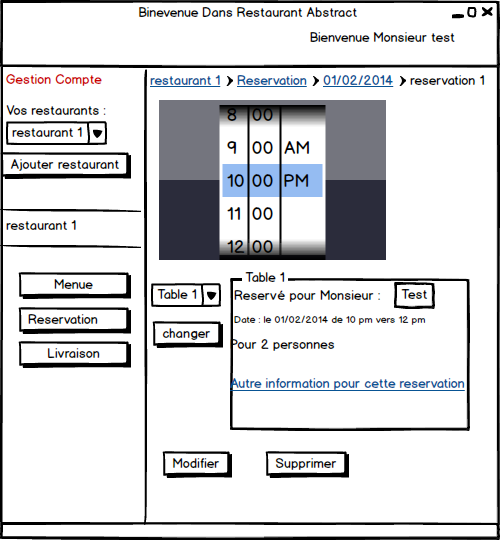 Binevenue Dans Restaurant Abstract
Bienvenue Monsieur test
Gestion Compte
Vos restaurants :
restaurant 1
Ajouter restaurant
restaurant 1
Menue
Reservation
Livraison
restaurant 1 > Reservation > 01/02/2014 > reservation 1
8 00
9 00 AM
10 00 PM
11 00
12 00
Table 1
changer
Table 1
Reservé pour Monsieur : Test
Date : le 01/02/2014 de 10 pm vers 12 pm
Pour 2 personnes
Autre information pour cette reservation
Modifier
Supprimer